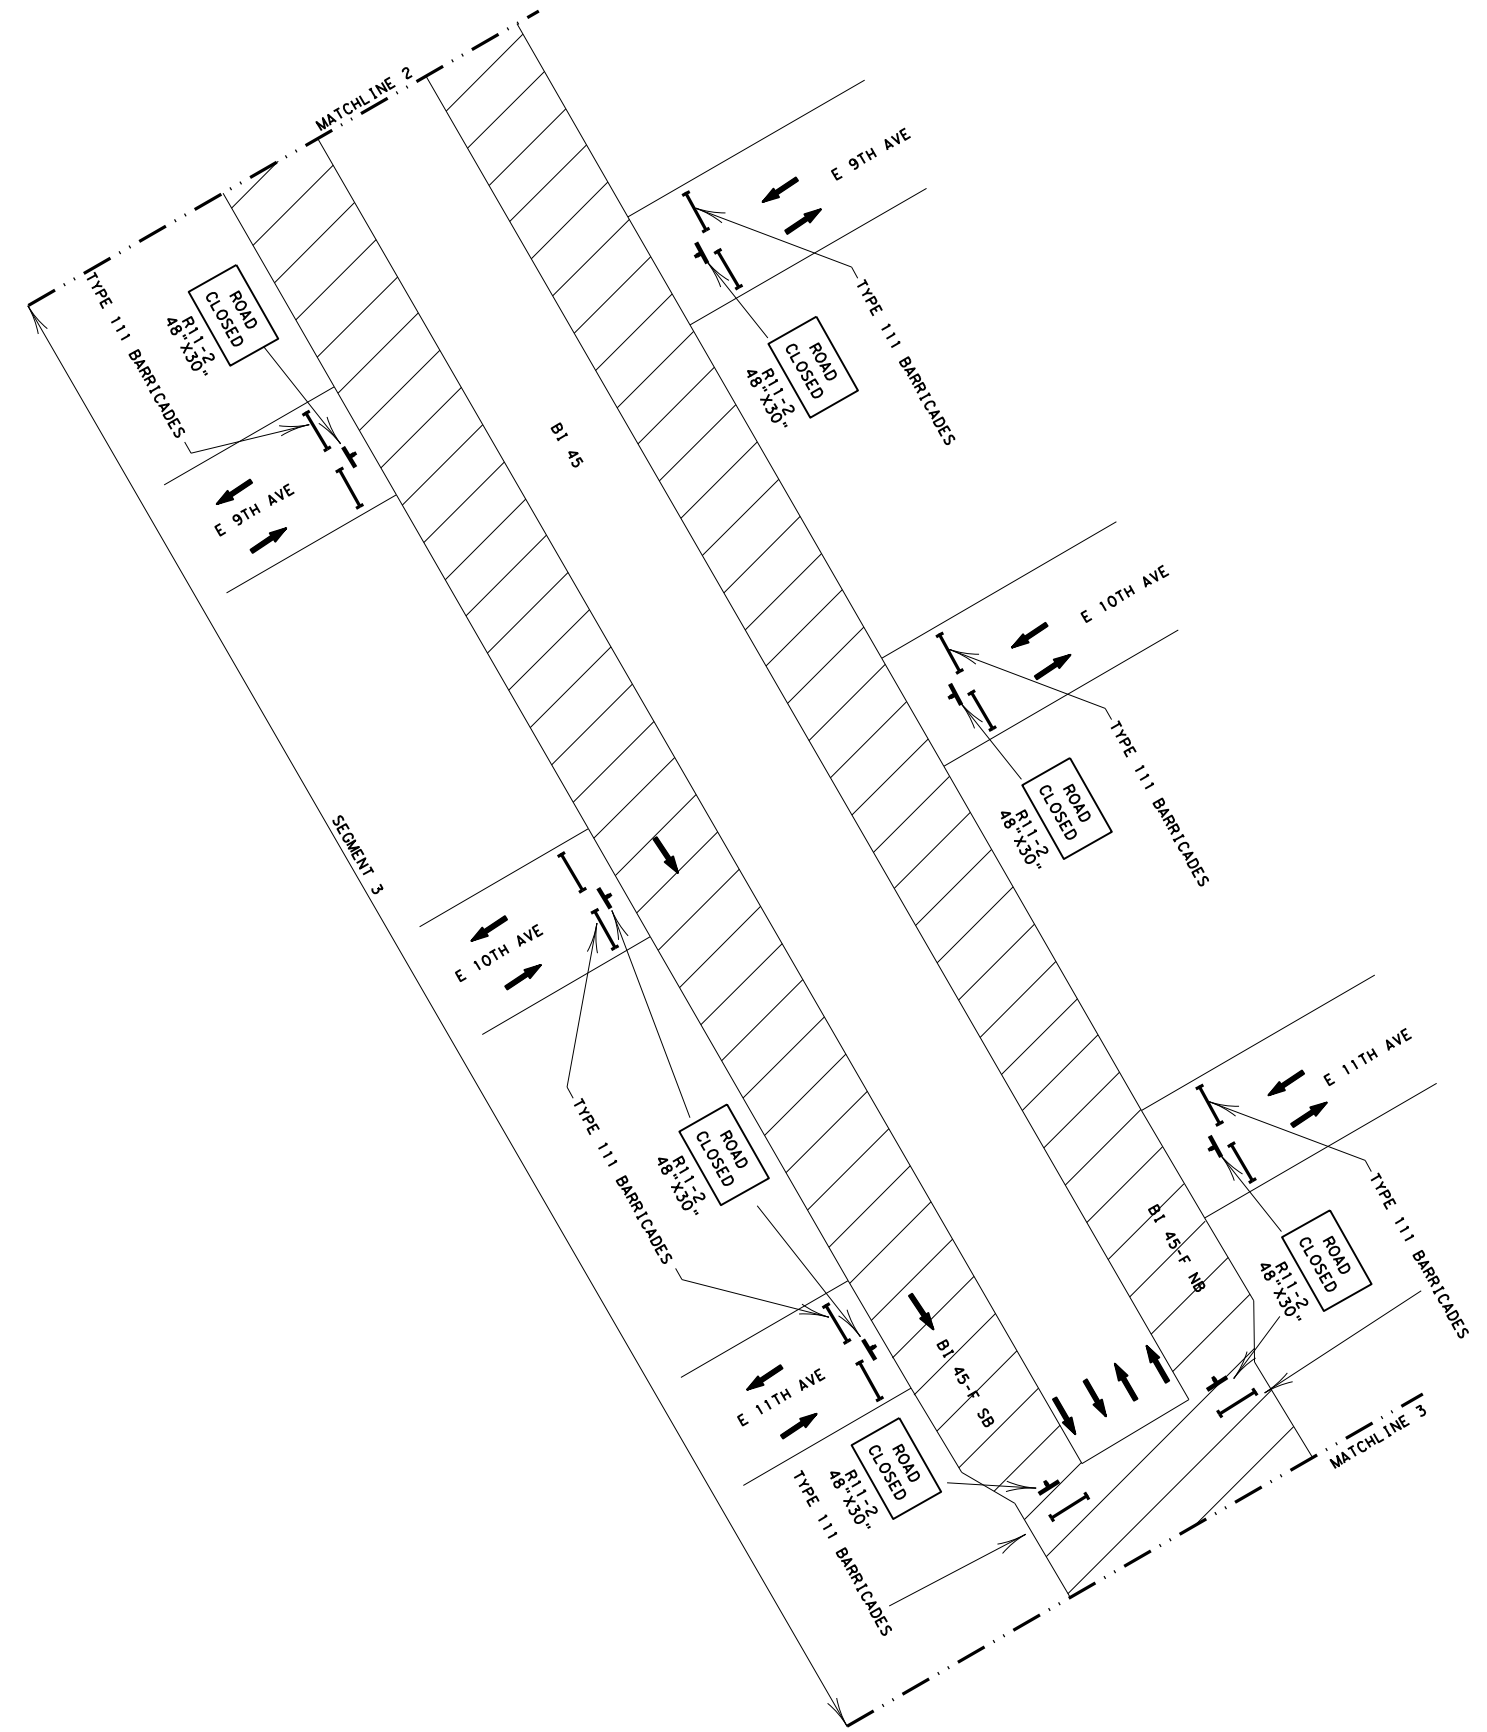 MATCHLINE 2
E 9TH AVE
TYPE 111 BARRICADES
ROAD
CLOSED
R11-2
48"X30"
TYPE 111 BARRICADES
ROAD
CLOSED
R11-2
48"X30"
BI 45
E 9TH AVE
E 10TH AVE
TYPE 111 BARRICADES
ROAD
CLOSED
R11-2
48"X30"
SEGMENT 3
E 10TH AVE
E 11TH AVE
TYPE 111 BARRICADES
ROAD
CLOSED
R11-2
48"X30"
TYPE 111 BARRICADES
BI 45-F NB
ROAD
CLOSED
R11-2
48"X30"
BI 45-F SB
E 11TH AVE
MATCHLINE 3
ROAD
CLOSED
R11-2
48"X30"
TYPE 111 BARRICADES